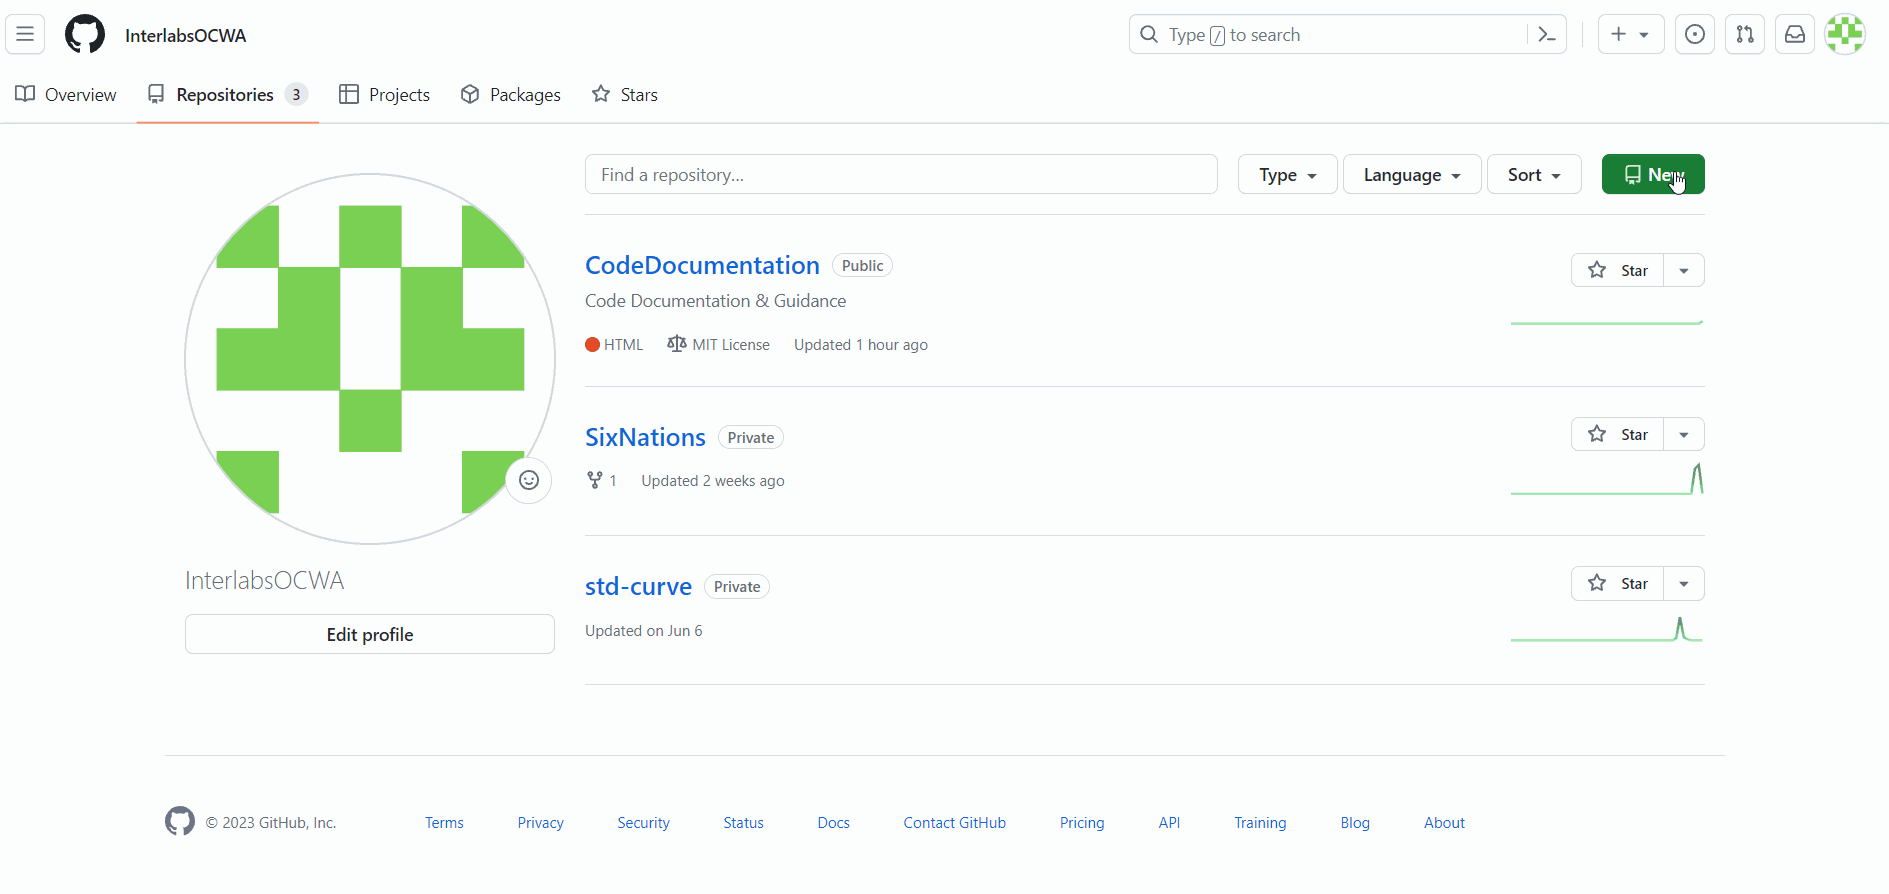 InterlabsOCWA
Type / to search
Overview
Repositories 3
Projects
Packages
Stars
Find a repository...
Type
Language
Sort
New
CodeDocumentation Public
Star
Code Documentation & Guidance
HTML MIT License Updated 1 hour ago
SixNations Private
Star
1 Updated 2 weeks ago
std-curve Private
Star
Updated on Jun 6
InterlabsOCWA
Edit profile
© 2023 GitHub, Inc.
Terms
Privacy
Security
Status
Docs
Contact GitHub
Pricing
API
Training
Blog
About